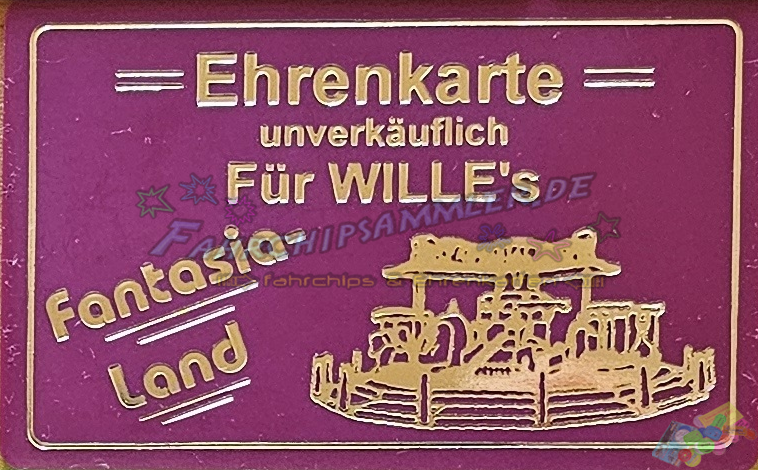 Ehrenkarte
unverkäuflich
Für WILLE's
FAHRCHIPSAMMLER.DE
Fantasia-
Land